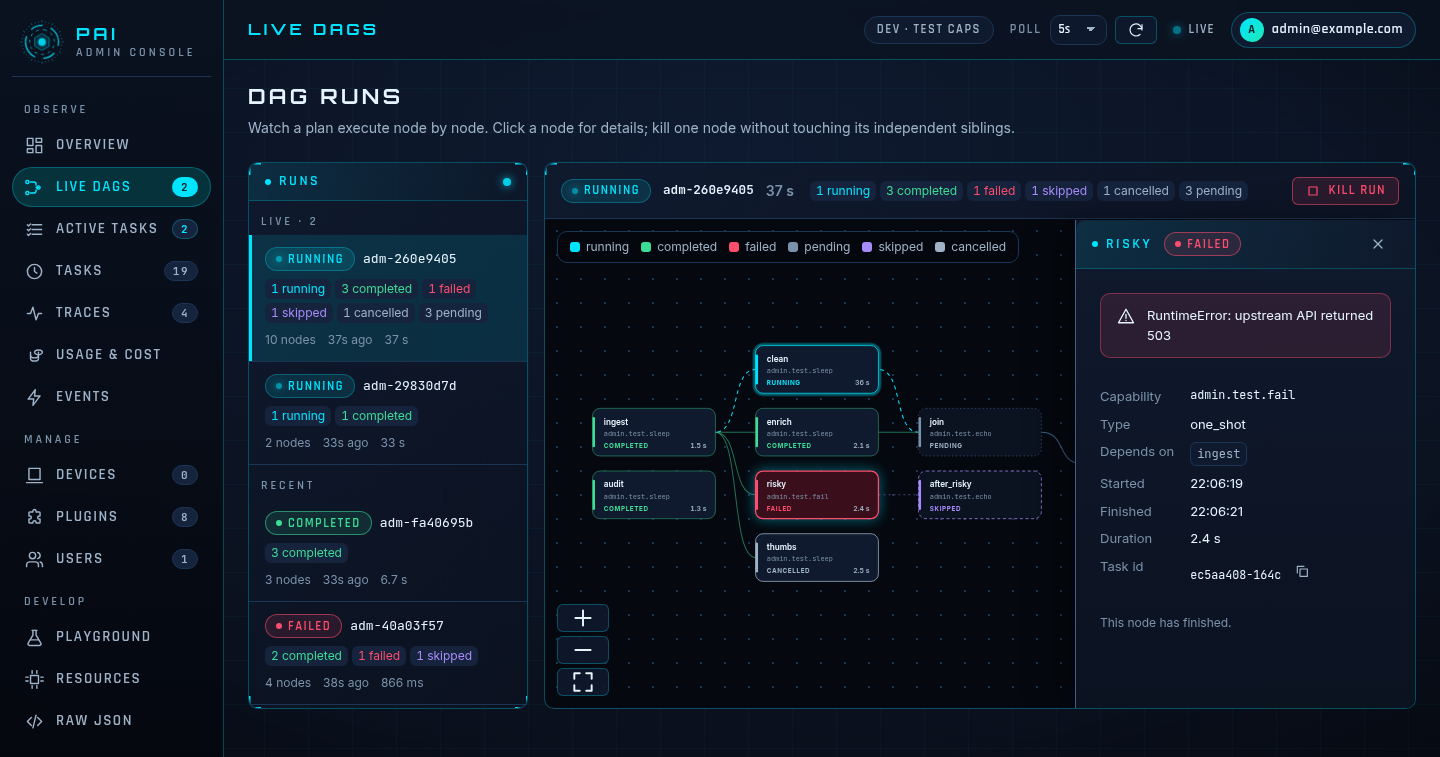 PAI
ADMIN CONSOLE
OBSERVE
OVERVIEW
LIVE DAGS 2
ACTIVE TASKS 2
TASKS 19
TRACES 4
USAGE & COST
EVENTS
MANAGE
DEVICES 0
PLUGINS 8
USERS 1
DEVELOP
PLAYGROUND
RESOURCES
RAW JSON
LIVE DAGS
DEV · TEST CAPS
POLL 5s
LIVE
A admin@example.com
DAG RUNS
Watch a plan execute node by node. Click a node for details; kill one node without touching its independent siblings.
RUNS
LIVE · 2
RUNNING adm-260e9405
1 running 3 completed 1 failed
1 skipped 1 cancelled 3 pending
10 nodes 37s ago 37 s
RUNNING adm-29830d7d
1 running 1 completed
2 nodes 33s ago 33 s
RECENT
COMPLETED adm-fa40695b
3 completed
3 nodes 33s ago 6.7 s
FAILED adm-40a03f57
2 completed 1 failed 1 skipped
4 nodes 38s ago 866 ms
RUNNING adm-260e9405 37 s 1 running 3 completed 1 failed 1 skipped 1 cancelled 3 pending KILL RUN
running completed failed pending skipped cancelled
clean
admin.test.sleep
RUNNING 36 s
ingest
admin.test.sleep
COMPLETED 1.5 s
enrich
admin.test.sleep
COMPLETED 2.1 s
join
admin.test.echo
PENDING
audit
admin.test.sleep
COMPLETED 1.3 s
risky
admin.test.fail
FAILED 2.4 s
after_risky
admin.test.echo
SKIPPED
thumbs
admin.test.sleep
CANCELLED 2.5 s
RISKY FAILED
RuntimeError: upstream API returned
503
Capability admin.test.fail
Type one_shot
Depends on ingest
Started 22:06:19
Finished 22:06:21
Duration 2.4 s
Task id ec5aa408-164c
This node has finished.